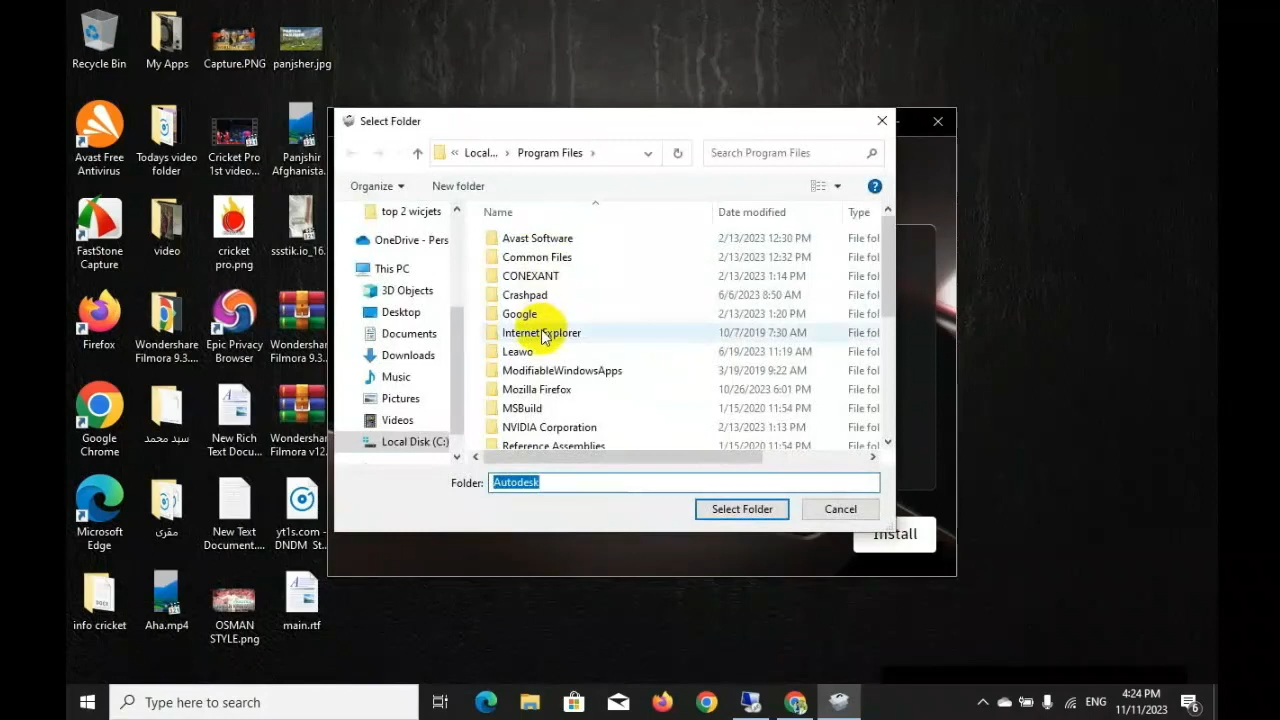 Recycle Bin
My Apps
Capture.PNG
panjsher.jpg
Avast Free
Antivirus
Todays video
folder
Cricket Pro
1st video...
Panjshir
Afghanista...
FastStone
Capture
video
cricket
pro.png
ssstik.io_16...
Firefox
Wondershare
Filmora 9.3....
Epic Privacy
Browser
Wondershar
Filmora 9.3...
Google
Chrome
سید محمد
New Rich
Text Docu...
Wondershar
Filmora v12..
Microsoft
Edge
مقری
New Text
Document....
yt1s.com -
DNDM_St...
info cricket
Aha.mp4
OSMAN
STYLE.png
main.rtf
Select Folder
« Local... › Program Files ›
Search Program Files
Organize
New folder
top 2 wicjets
OneDrive - Pers
This PC
3D Objects
Desktop
Documents
Downloads
Music
Pictures
Videos
Local Disk (C:)
Name Date modified Type
Avast Software 2/13/2023 12:30 PM File fol
Common Files 2/13/2023 12:32 PM File fol
CONEXANT 2/13/2023 1:14 PM File fol
Crashpad 6/6/2023 8:50 AM File fol
Google 2/13/2023 1:20 PM File fol
Internet Explorer 10/7/2019 7:30 AM File fol
Leawo 6/19/2023 11:19 AM File fol
ModifiableWindowsApps 3/19/2019 9:22 AM File fol
Mozilla Firefox 10/26/2023 6:01 PM File fol
MSBuild 1/15/2020 11:54 PM File fol
NVIDIA Corporation 2/13/2023 1:13 PM File fol
Reference Assemblies 1/15/2020 11:54 PM File fol
Folder: Autodesk
Select Folder
Cancel
Install
Type here to search
ENG
4:24 PM
11/11/2023
6